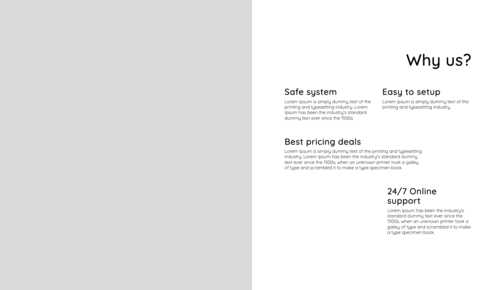 Why us?
Safe system
Lorem Ipsum is simply dummy text of the
printing and typesetting industry. Lorem
Ipsum has been the industry's standard
dummy text ever since the 1500s.
Easy to setup
Lorem Ipsum is simply dummy text of the
printing and typesetting industry.
Best pricing deals
Lorem Ipsum is simply dummy text of the printing and typesetting
industry. Lorem Ipsum has been the industry's standard dummy
text ever since the 1500s, when an unknown printer took a galley
of type and scrambled it to make a type specimen book.
24/7 Online
support
Lorem Ipsum has been the industry's
standard dummy text ever since the
1500s, when an unknown printer took a
galley of type and scrambled it to make
a type specimen book.